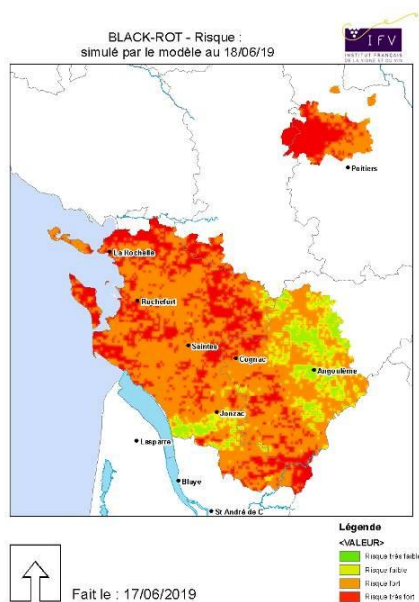 BLACK-ROT - Risque :
simulé par le modèle au 18/06/19
IFV
INSTITUT FRANÇAIS
DE LA VIGNE ET DU VIN
Poitiers
La Rochelle
Rochefort
Saintes
Cognac
Angoulême
Jonzac
Lesparre
Blaye
St André de C
Légende
<VALEUR>
Risque très faible
Risque faible
Risque fort
Risque très fort
Fait le : 17/06/2019